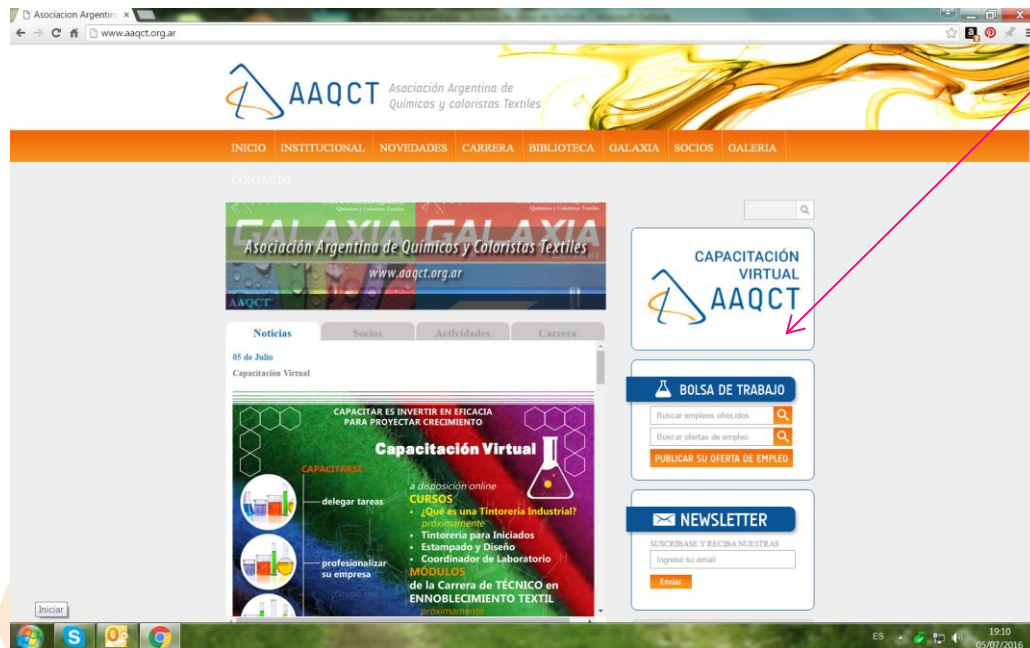 Asociacion Argentin
www.aaqct.org.ar
AAQCT
Asociación Argentina de
Químicos y coloristas Textiles
INICIO INSTITUCIONAL NOVEDADES CARRERA BIBLIOTECA GALAXIA SOCIOS GALERIA
CONTACTO
GALAXIA GALAXIA
Asociación Argentina de Químicos y Coloristas Textiles
www.aaqct.org.ar
AAQCT
CAPACITACIÓN
VIRTUAL
AAQCT
Noticias Socios Actividades Carrera
05 de Julio
Capacitación Virtual
CAPACITAR ES INVERTIR EN EFICACIA
PARA PROYECTAR CRECIMIENTO
Capacitación Virtual
CAPACITARSE
delegar tareas
profesionalizar
su empresa
a disposición online
CURSOS
• ¿Qué es una Tintorería Industrial?
próximamente
• Tintorería para Iniciados
• Estampado y Diseño
• Coordinador de Laboratorio
MÓDULOS
de la Carrera de TÉCNICO en
ENNOBLECIMIENTO TEXTIL
próximamente
BOLSA DE TRABAJO
Buscar empleos ofrecidos
Buscar ofertas de empleo
PUBLICAR SU OFERTA DE EMPLEO
NEWSLETTER
SUSCRIBASE Y RECIBA NUESTRAS
Ingrese su email
Enviar
Iniciar
ES
19:10
05/07/2016